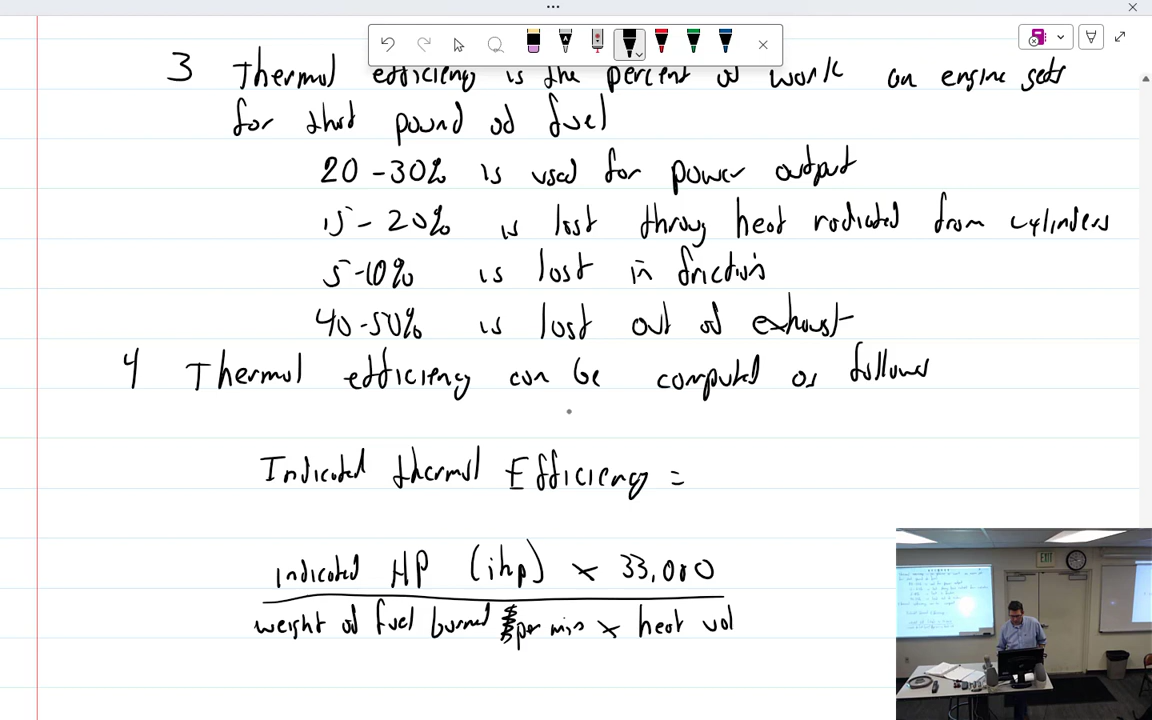 3 Thermal efficiency is the percent of work an engine gets
for that pound of fuel
20-30% is used for power output
15-20% is lost throug heat radiated from cylinders
5-10% is lost in friction
40-50% is lost out of exhaust
4 Thermal efficiency can be computed as follows
Indicated thermal Efficiency =
indicated HP (ihp) × 33,000
weight of fuel burned per min × heat val
EXIT